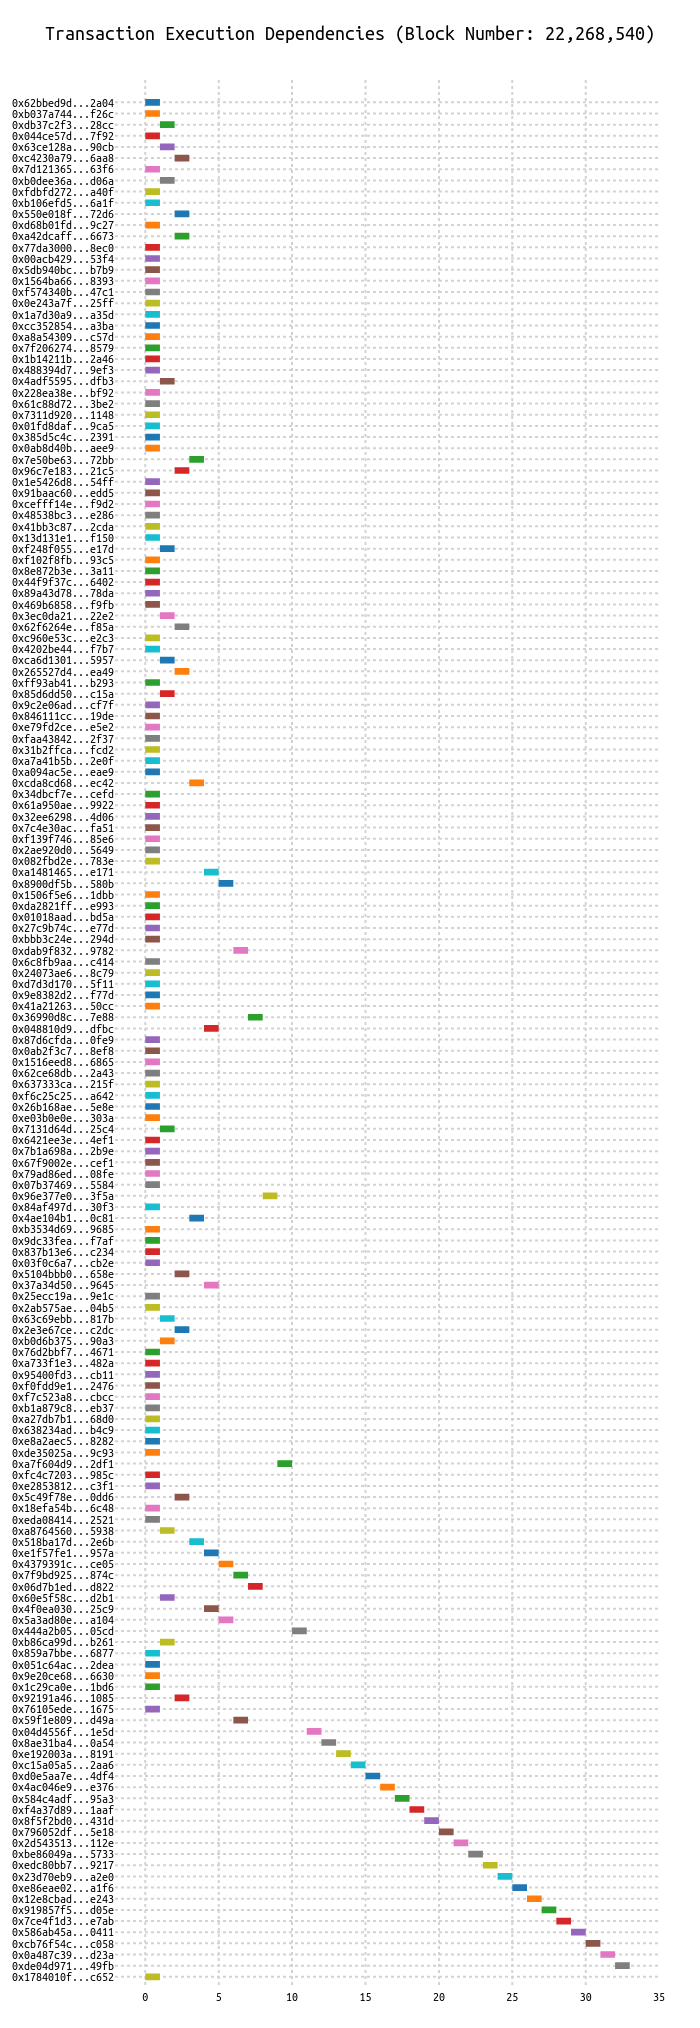 Transaction Execution Dependencies (Block Number: 22,268,540)
0x62bbed9d...2a04
0xb037a744...f26c
0xdb37c2f3...28cc
0x044ce57d...7f92
0x63ce128a...90cb
0xc4230a79...6aa8
0x7d121365...63f6
0xb0dee36a...d06a
0xfdbfd272...a40f
0xb106efd5...6a1f
0x550e018f...72d6
0xd68b01fd...9c27
0xa42dcaff...6673
0x77da3000...8ec0
0x00acb429...53f4
0x5db940bc...b7b9
0x1564ba66...8393
0xf574340b...47c1
0x0e243a7f...25ff
0x1a7d30a9...a35d
0xcc352854...a3ba
0xa8a54309...c57d
0x7f206274...8579
0x1b14211b...2a46
0x488394d7...9ef3
0x4adf5595...dfb3
0x228ea38e...bf92
0x61c88d72...3be2
0x7311d920...1148
0x01fd8daf...9ca5
0x385d5c4c...2391
0x0ab8d40b...aee9
0x7e50be63...72bb
0x96c7e183...21c5
0x1e5426d8...54ff
0x91baac60...edd5
0xcefff14e...f9d2
0x48538bc3...e286
0x41bb3c87...2cda
0x13d131e1...f150
0xf248f055...e17d
0xf102f8fb...93c5
0x8e872b3e...3a11
0x44f9f37c...6402
0x89a43d78...78da
0x469b6858...f9fb
0x3ec0da21...22e2
0x62f6264e...f85a
0xc960e53c...e2c3
0x4202be44...f7b7
0xca6d1301...5957
0x265527d4...ea49
0xff93ab41...b293
0x85d6dd50...c15a
0x9c2e06ad...cf7f
0x846111cc...19de
0xe79fd2ce...e5e2
0xfaa43842...2f37
0x31b2ffca...fcd2
0xa7a41b5b...2e0f
0xa094ac5e...eae9
0xcda8cd68...ec42
0x34dbcf7e...cefd
0x61a950ae...9922
0x32ee6298...4d06
0x7c4e30ac...fa51
0xf139f746...85e6
0x2ae920d0...5649
0x082fbd2e...783e
0xa1481465...e171
0x8900df5b...580b
0x1506f5e6...1dbb
0xda2821ff...e993
0x01018aad...bd5a
0x27c9b74c...e77d
0xbbb3c24e...294d
0xdab9f832...9782
0x6c8fb9aa...c414
0x24073ae6...8c79
0xd7d3d170...5f11
0x9e8382d2...f77d
0x41a21263...50cc
0x36990d8c...7e88
0x048810d9...dfbc
0x87d6cfda...0fe9
0x0ab2f3c7...8ef8
0x1516eed8...6865
0x62ce68db...2a43
0x637333ca...215f
0xf6c25c25...a642
0x26b168ae...5e8e
0xe03b0e0e...303a
0x7131d64d...25c4
0x6421ee3e...4ef1
0x7b1a698a...2b9e
0x67f9002e...cef1
0x79ad86ed...08fe
0x07b37469...5584
0x96e377e0...3f5a
0x84af497d...30f3
0x4ae104b1...0c81
0xb3534d69...9685
0x9dc33fea...f7af
0x837b13e6...c234
0x03f0c6a7...cb2e
0x5104bbb0...658e
0x37a34d50...9645
0x25ecc19a...9e1c
0x2ab575ae...04b5
0x63c69ebb...817b
0x2e3e67ce...c2dc
0xb0d6b375...90a3
0x76d2bbf7...4671
0xa733f1e3...482a
0x95400fd3...cb11
0xf0fdd9e1...2476
0xf7c523a8...cbcc
0xb1a879c8...eb37
0xa27db7b1...68d0
0x638234ad...b4c9
0xe8a2aec5...8282
0xde35025a...9c93
0xa7f604d9...2df1
0xfc4c7203...985c
0xe2853812...c3f1
0x5c49f78e...0dd6
0x18efa54b...6c48
0xeda08414...2521
0xa8764560...5938
0x518ba17d...2e6b
0xe1f57fe1...957a
0x4379391c...ce05
0x7f9bd925...874c
0x06d7b1ed...d822
0x60e5f58c...d2b1
0x4f0ea030...25c9
0x5a3ad80e...a104
0x444a2b05...05cd
0xb86ca99d...b261
0x859a7bbe...6877
0x051c64ac...2dea
0x9e20ce68...6630
0x1c29ca0e...1bd6
0x92191a46...1085
0x76105ede...1675
0x59f1e809...d49a
0x04d4556f...1e5d
0x8ae31ba4...0a54
0xe192003a...8191
0xc15a05a5...2aa6
0xd0e5aa7e...4df4
0x4ac046e9...e376
0x584c4adf...95a3
0xf4a37d89...1aaf
0x8f5f2bd0...431d
0x796052df...5e18
0x2d543513...112e
0xbe86049a...5733
0xedc80bb7...9217
0x23d70eb9...a2e0
0xe86eae02...a1f6
0x12e8cbad...e243
0x919857f5...d05e
0x7ce4f1d3...e7ab
0x586ab45a...0411
0xcb76f54c...c058
0x0a487c39...d23a
0xde04d971...49fb
0x1784010f...c652
0 5 10 15 20 25 30 35